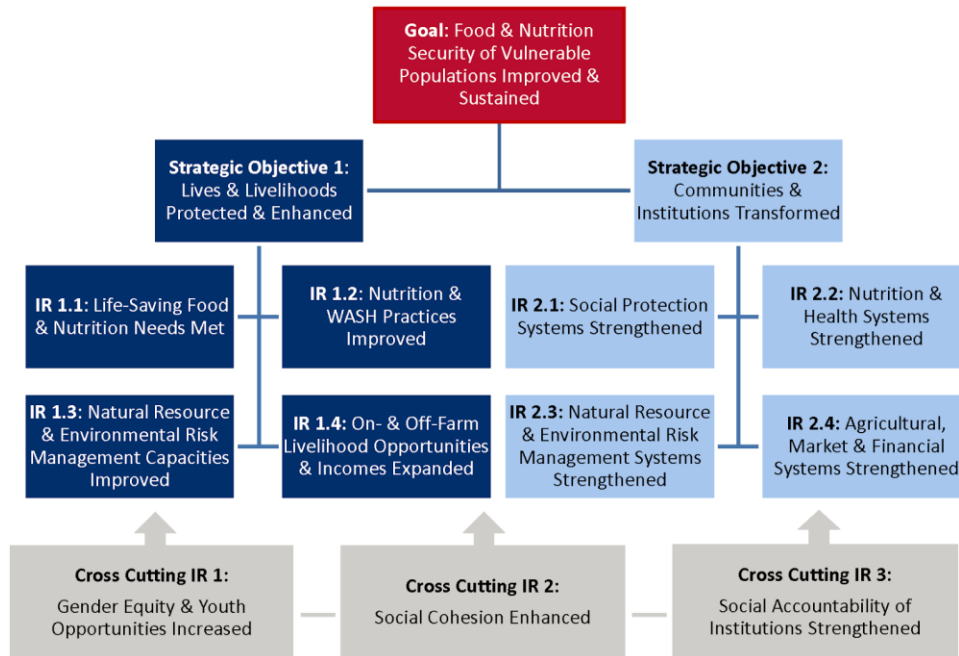 Goal: Food & Nutrition
Security of Vulnerable
Populations Improved &
Sustained
Strategic Objective 1:
Lives & Livelihoods
Protected & Enhanced
Strategic Objective 2:
Communities &
Institutions Transformed
IR 1.1: Life-Saving Food
& Nutrition Needs Met
IR 1.2: Nutrition &
WASH Practices
Improved
IR 2.1: Social Protection
Systems Strengthened
IR 2.2: Nutrition &
Health Systems
Strengthened
IR 1.3: Natural Resource
& Environmental Risk
Management Capacities
Improved
IR 1.4: On- & Off-Farm
Livelihood Opportunities
& Incomes Expanded
IR 2.3: Natural Resource
& Environmental Risk
Management Systems
Strengthened
IR 2.4: Agricultural,
Market & Financial
Systems Strengthened
Cross Cutting IR 1:
Gender Equity & Youth
Opportunities Increased
Cross Cutting IR 2:
Social Cohesion Enhanced
Cross Cutting IR 3:
Social Accountability of
Institutions Strengthened